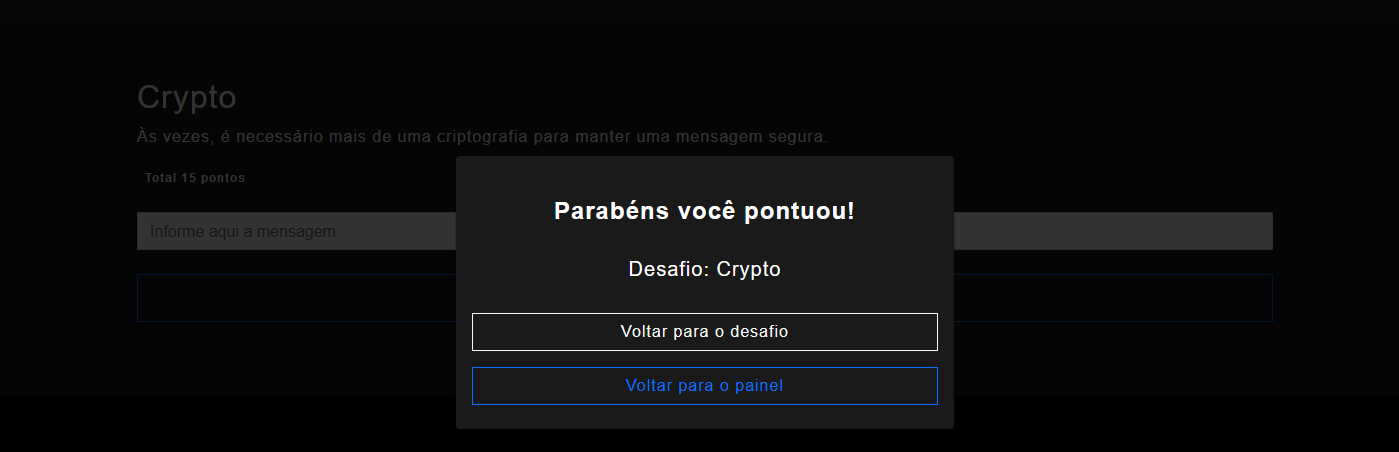 Crypto
Às vezes, é necessário mais de uma criptografia para manter uma mensagem segura.
Total 15 pontos
Informe aqui a mensagem
Parabéns você pontuou!
Desafio: Crypto
Voltar para o desafio
Voltar para o painel